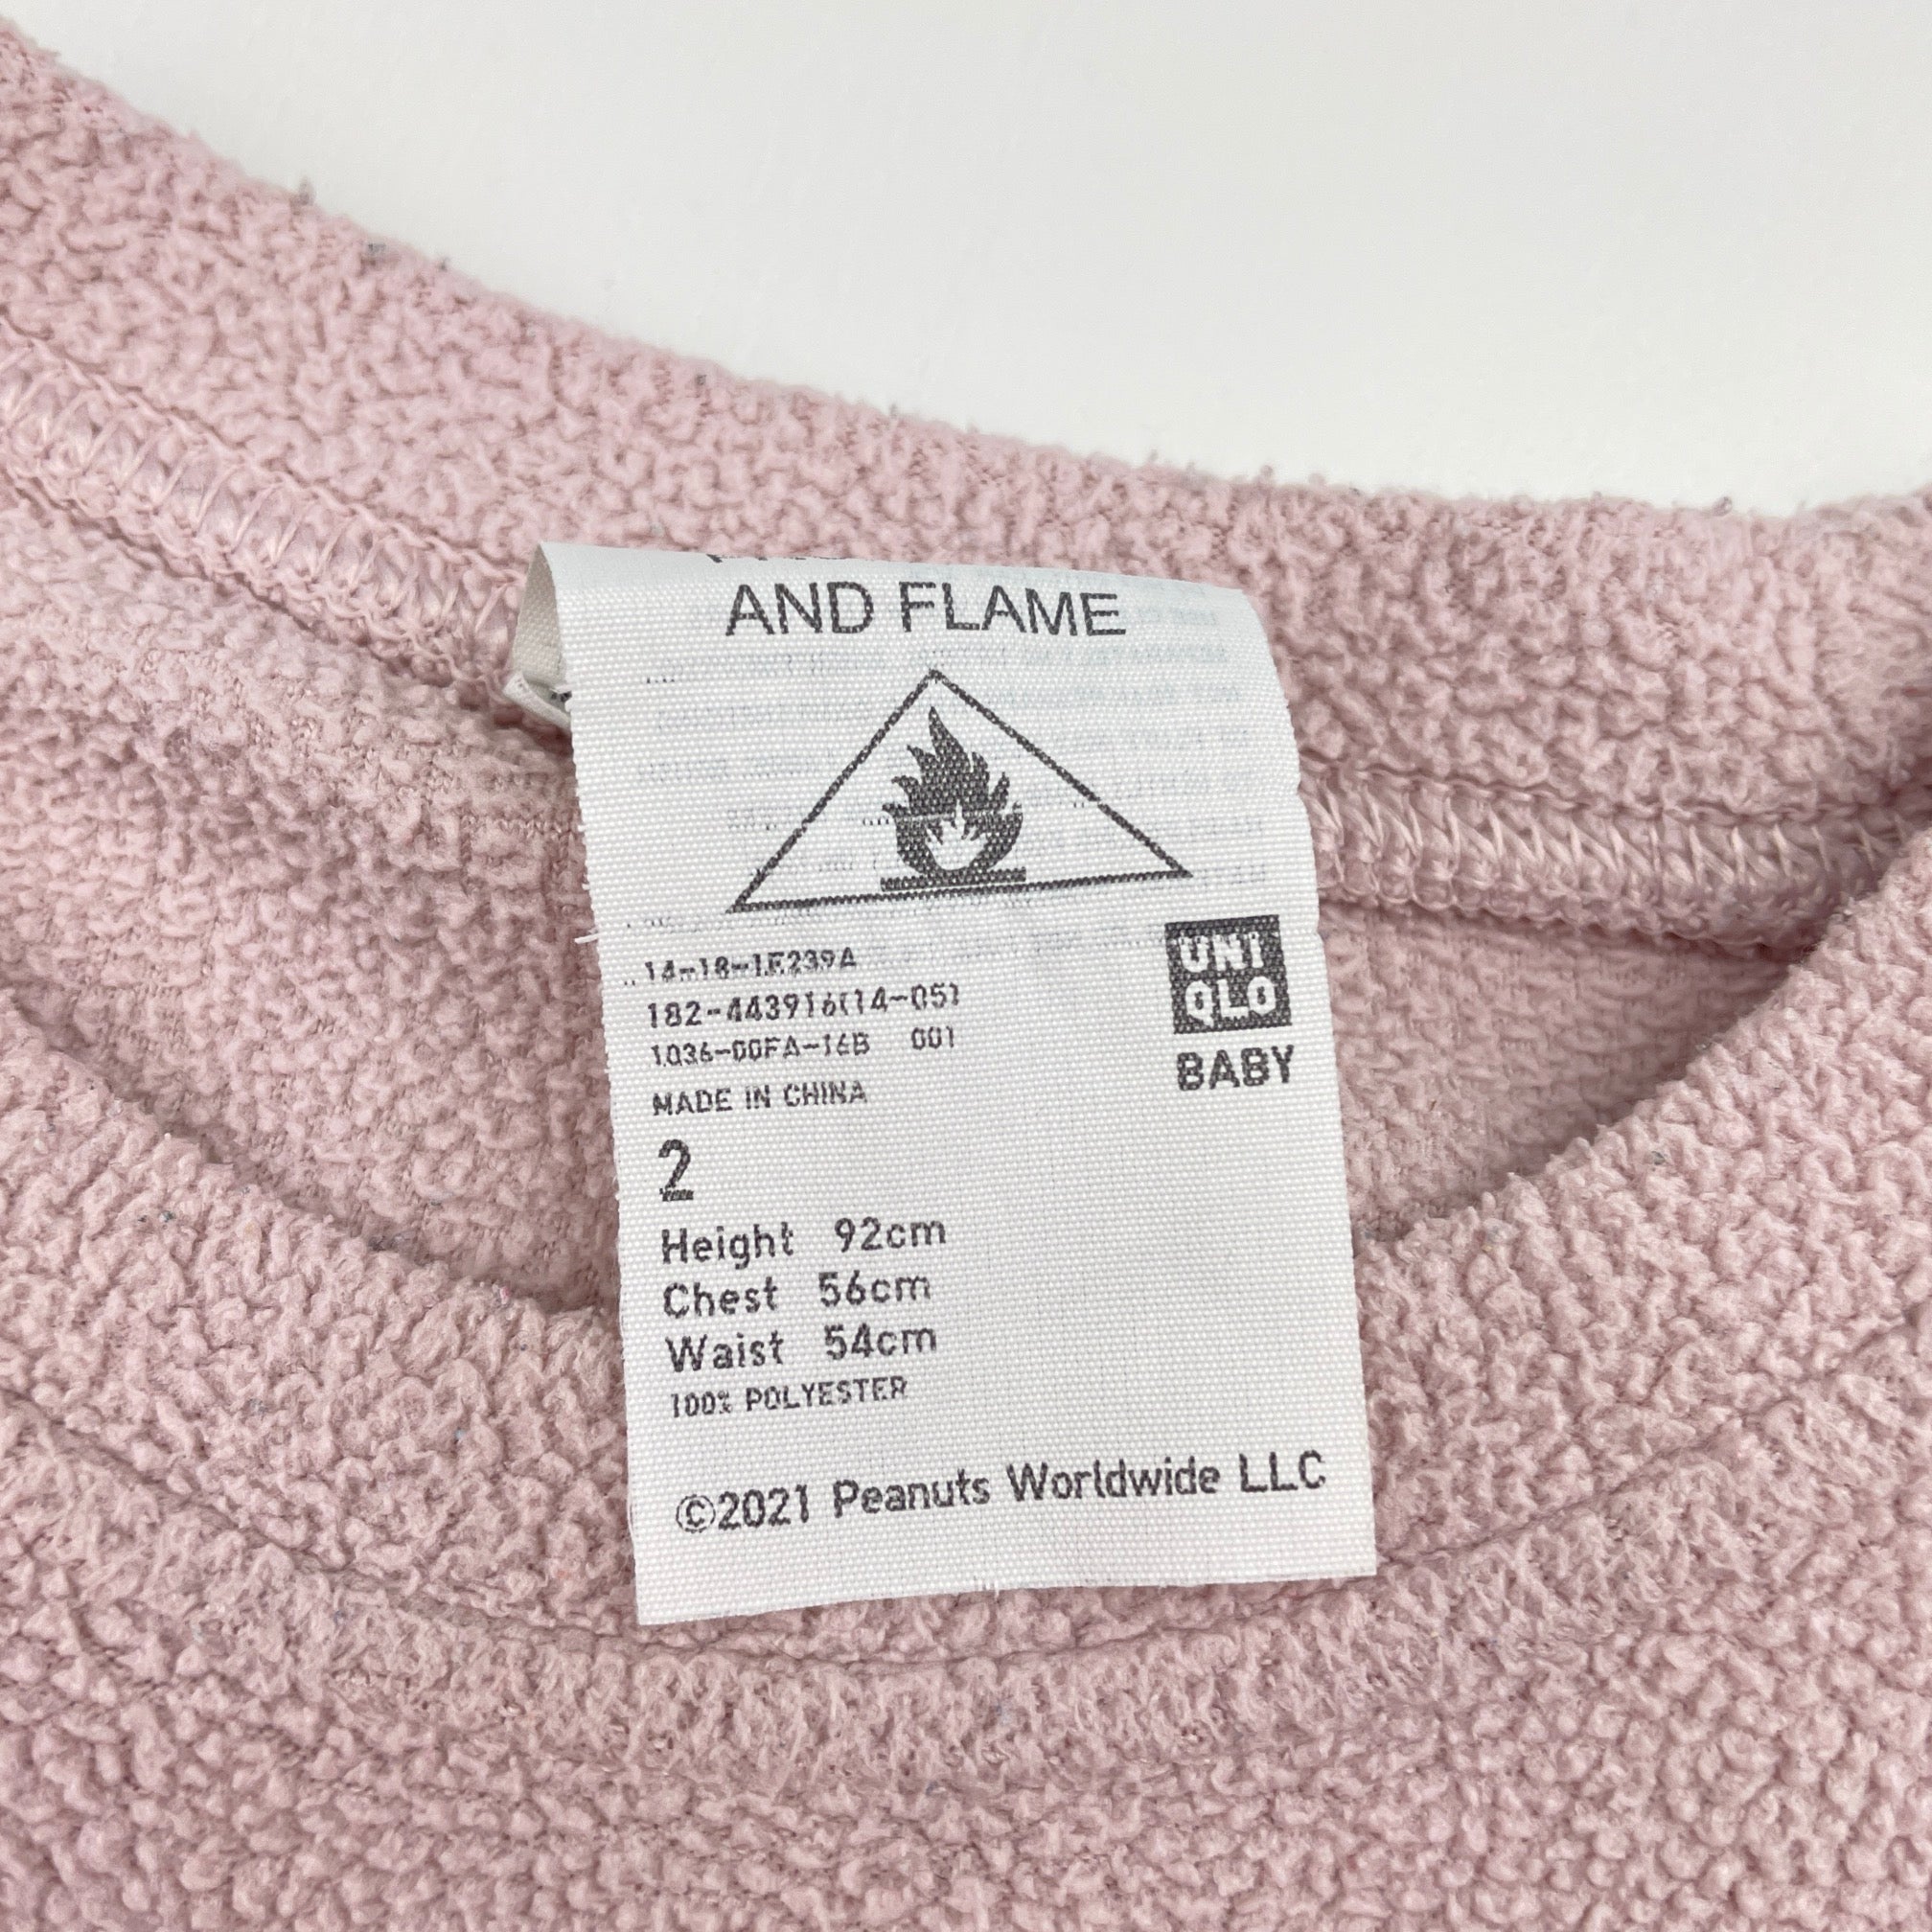 AND FLAME
14-18-1E239A
182-443916(14-05)
1036-00FA-16B 001
MADE IN CHINA
UNI
QLO
BABY
2
Height 92cm
Chest 56cm
Waist 54cm
100% POLYESTER
©2021 Peanuts Worldwide LLC